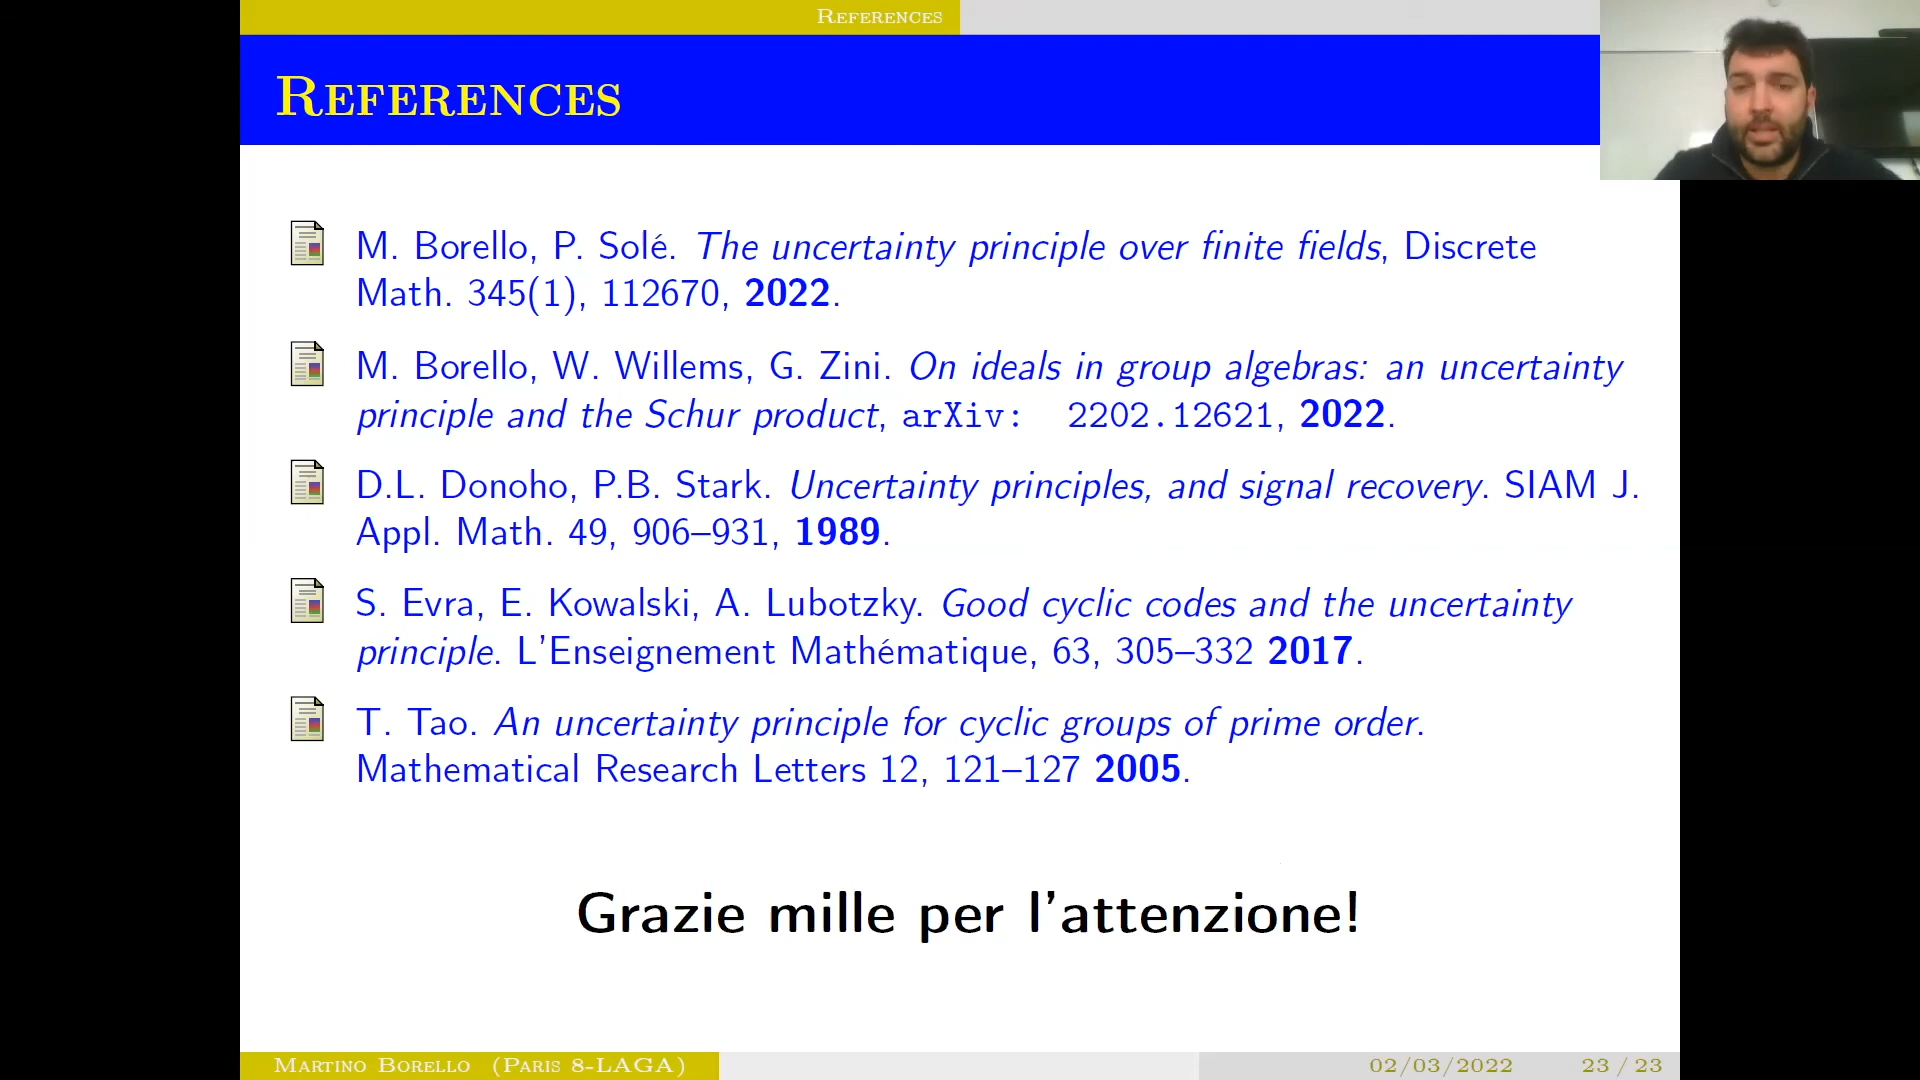 References
References
M. Borello, P. Solé. The uncertainty principle over finite fields, Discrete
Math. 345(1), 112670, 2022.
M. Borello, W. Willems, G. Zini. On ideals in group algebras: an uncertainty
principle and the Schur product, arXiv: 2202.12621, 2022.
D.L. Donoho, P.B. Stark. Uncertainty principles, and signal recovery. SIAM J.
Appl. Math. 49, 906–931, 1989.
S. Evra, E. Kowalski, A. Lubotzky. Good cyclic codes and the uncertainty
principle. L'Enseignement Mathématique, 63, 305–332 2017.
T. Tao. An uncertainty principle for cyclic groups of prime order.
Mathematical Research Letters 12, 121–127 2005.
Grazie mille per l'attenzione!
Martino Borello (Paris 8-LAGA) 02/03/2022 23 / 23